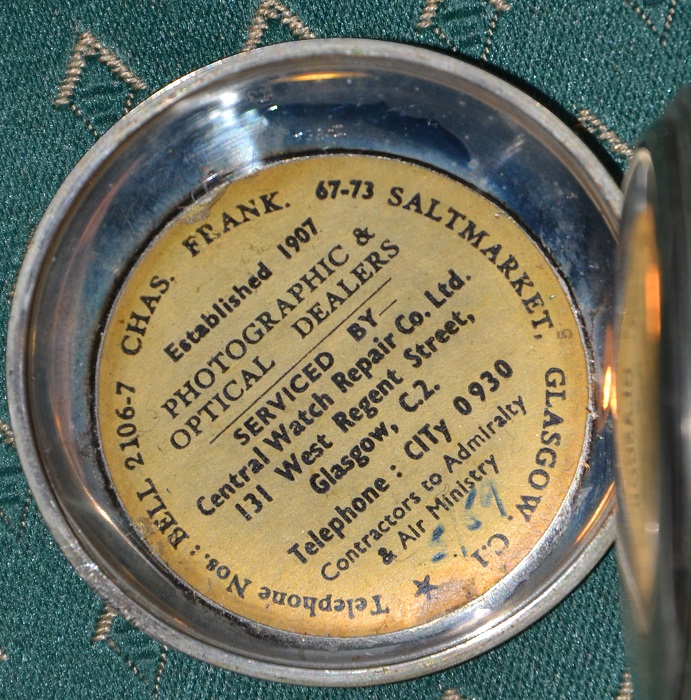 CHAS. FRANK. 67-73 SALTMARKET, GLASGOW. C.1
Telephone Nos.: BELL 2106-7
Established 1907
PHOTOGRAPHIC &
OPTICAL DEALERS
SERVICED BY—
Central Watch Repair Co. Ltd.
131 West Regent Street,
Glasgow, C.2.
Telephone: CITy 0930
Contractors to Admiralty
& Air Ministry